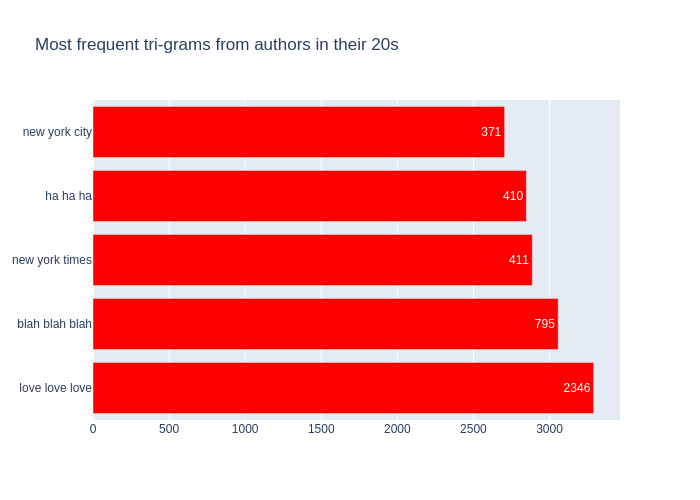 Most frequent tri-grams from authors in their 20s
new york city 371
ha ha ha 410
new york times 411
blah blah blah 795
love love love 2346
0 500 1000 1500 2000 2500 3000